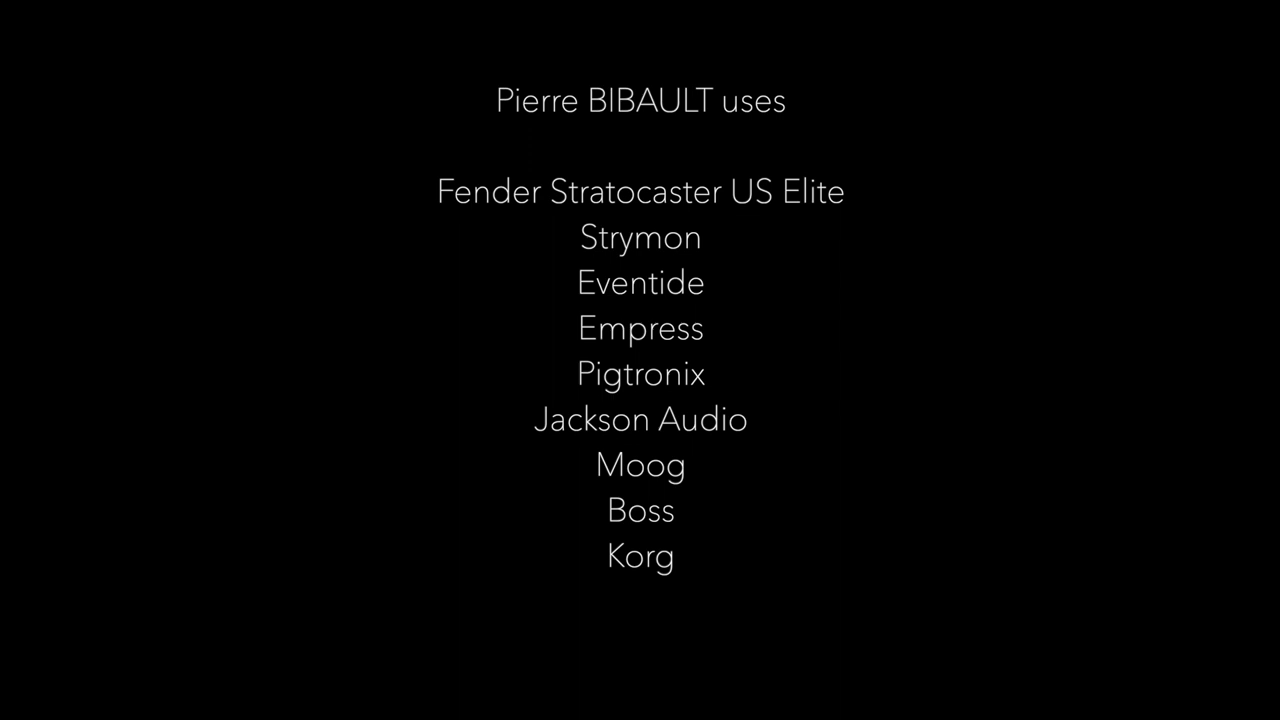 Pierre BIBAULT uses
Fender Stratocaster US Elite
Strymon
Eventide
Empress
Pigtronix
Jackson Audio
Moog
Boss
Korg